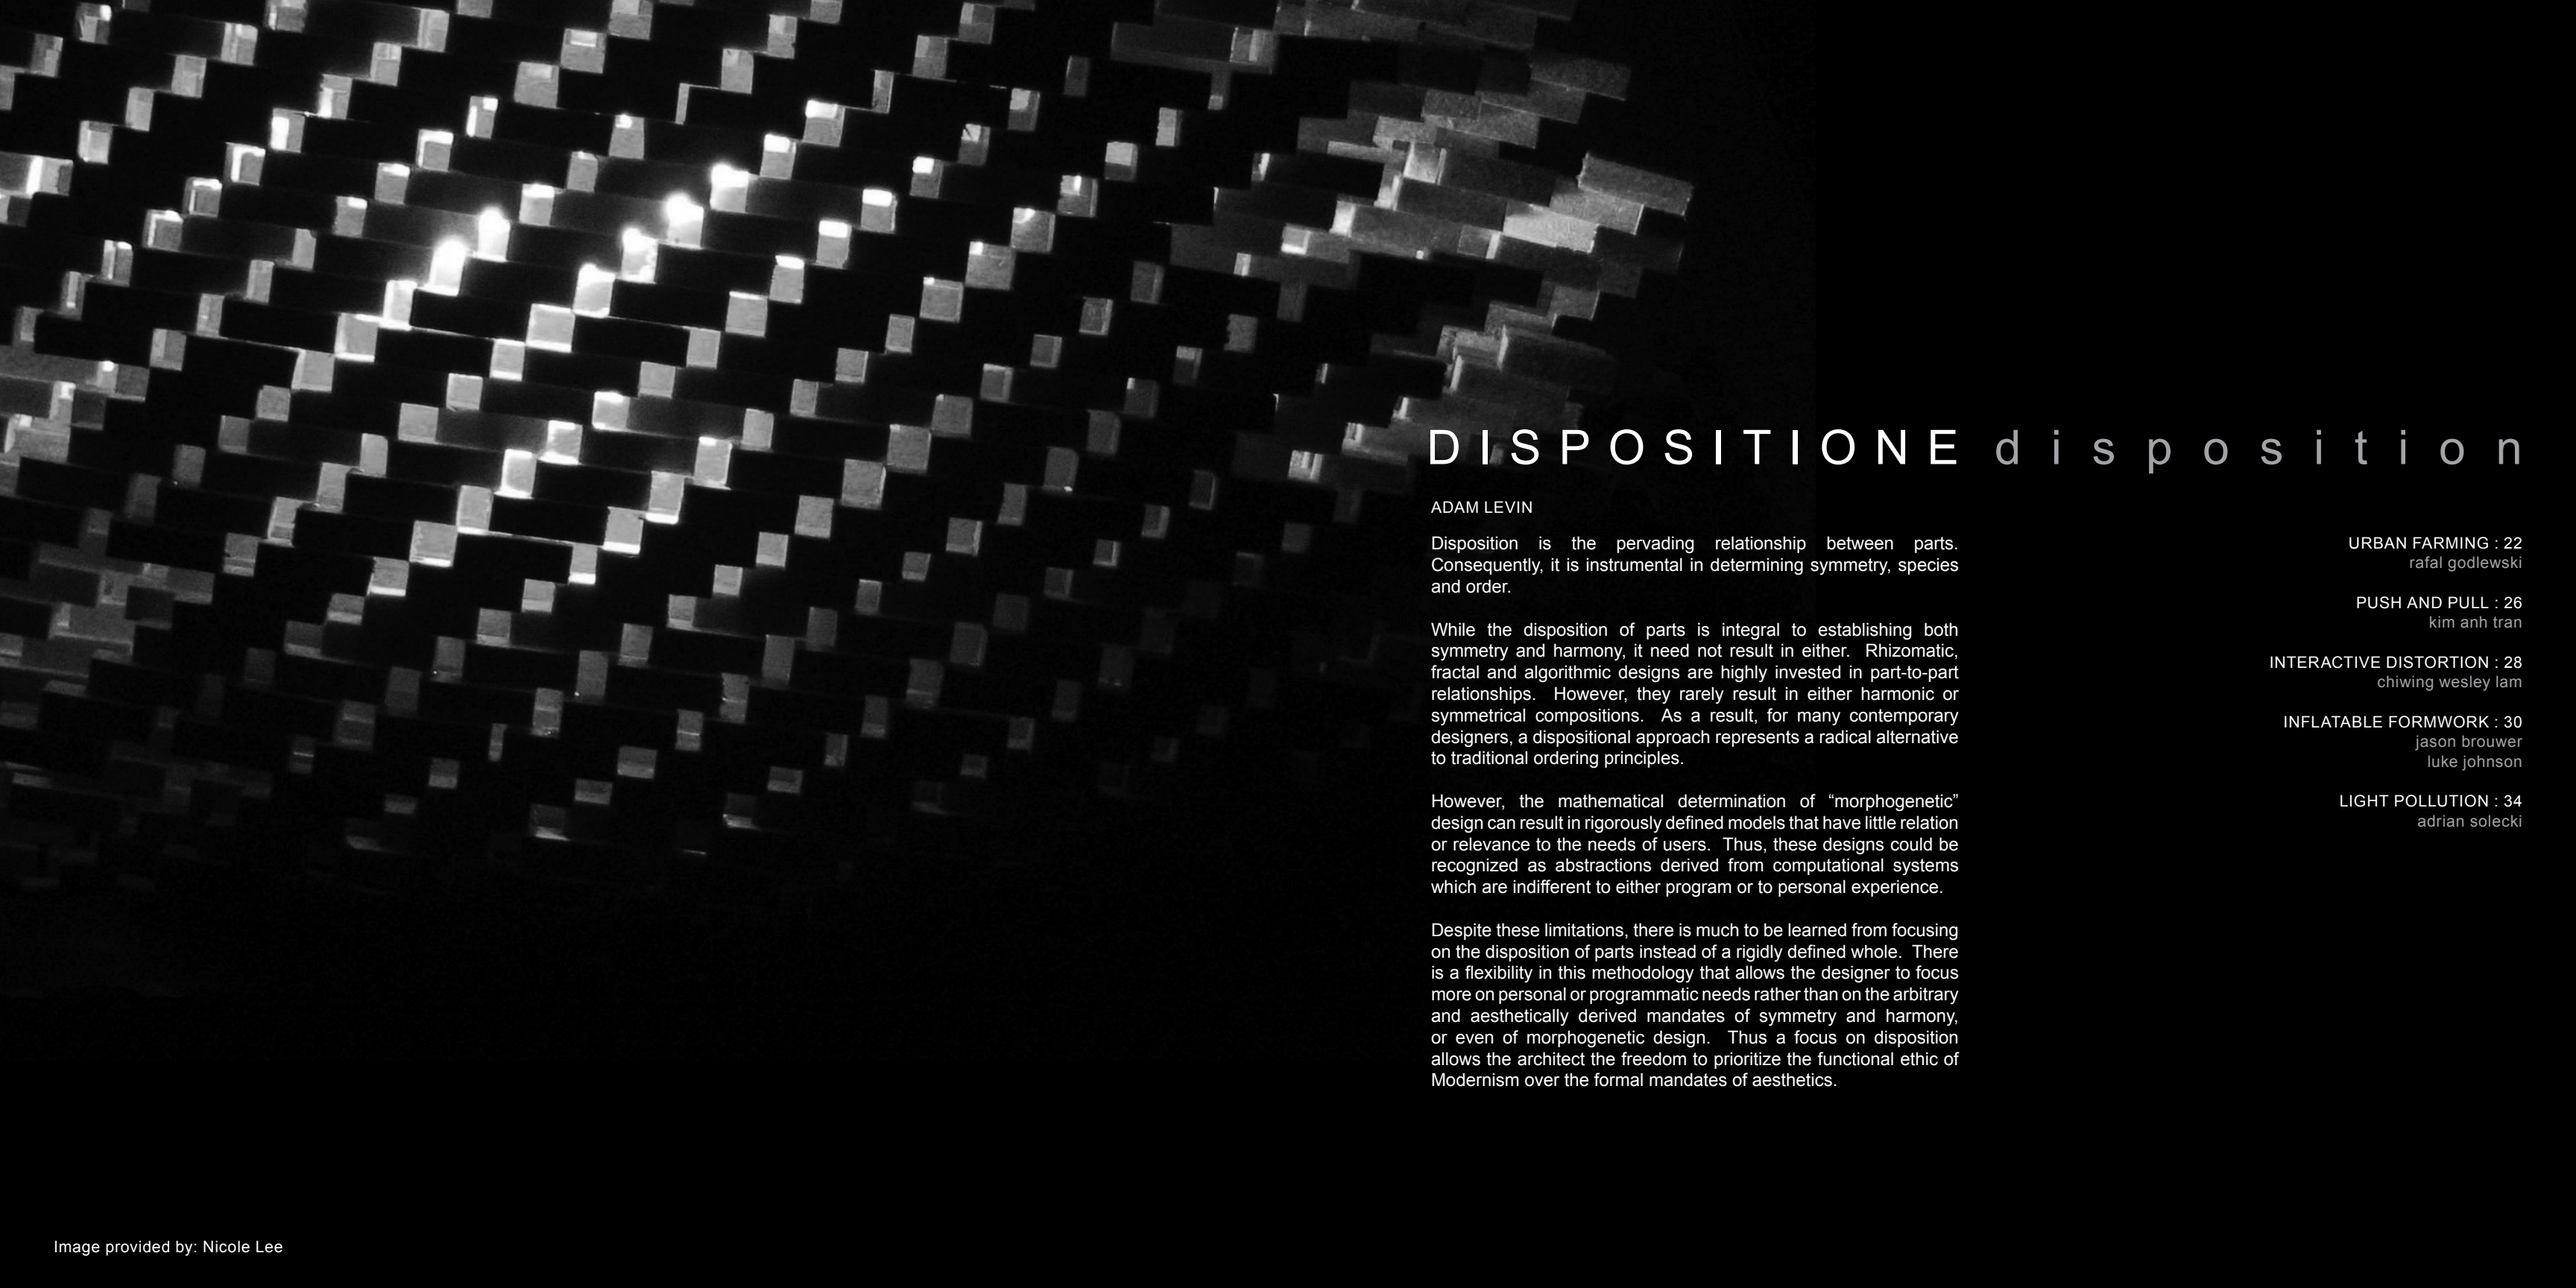 DISPOSITIONE disposition
ADAM LEVIN
Disposition is the pervading relationship between parts.
Consequently, it is instrumental in determining symmetry, species
and order.
While the disposition of parts is integral to establishing both
symmetry and harmony, it need not result in either. Rhizomatic,
fractal and algorithmic designs are highly invested in part-to-part
relationships. However, they rarely result in either harmonic or
symmetrical compositions. As a result, for many contemporary
designers, a dispositional approach represents a radical alternative
to traditional ordering principles.
However, the mathematical determination of “morphogenetic”
design can result in rigorously defined models that have little relation
or relevance to the needs of users. Thus, these designs could be
recognized as abstractions derived from computational systems
which are indifferent to either program or to personal experience.
Despite these limitations, there is much to be learned from focusing
on the disposition of parts instead of a rigidly defined whole. There
is a flexibility in this methodology that allows the designer to focus
more on personal or programmatic needs rather than on the arbitrary
and aesthetically derived mandates of symmetry and harmony,
or even of morphogenetic design. Thus a focus on disposition
allows the architect the freedom to prioritize the functional ethic of
Modernism over the formal mandates of aesthetics.
URBAN FARMING : 22
rafal godlewski
PUSH AND PULL : 26
kim anh tran
INTERACTIVE DISTORTION : 28
chiwing wesley lam
INFLATABLE FORMWORK : 30
jason brouwer
luke johnson
LIGHT POLLUTION : 34
adrian solecki
Image provided by: Nicole Lee